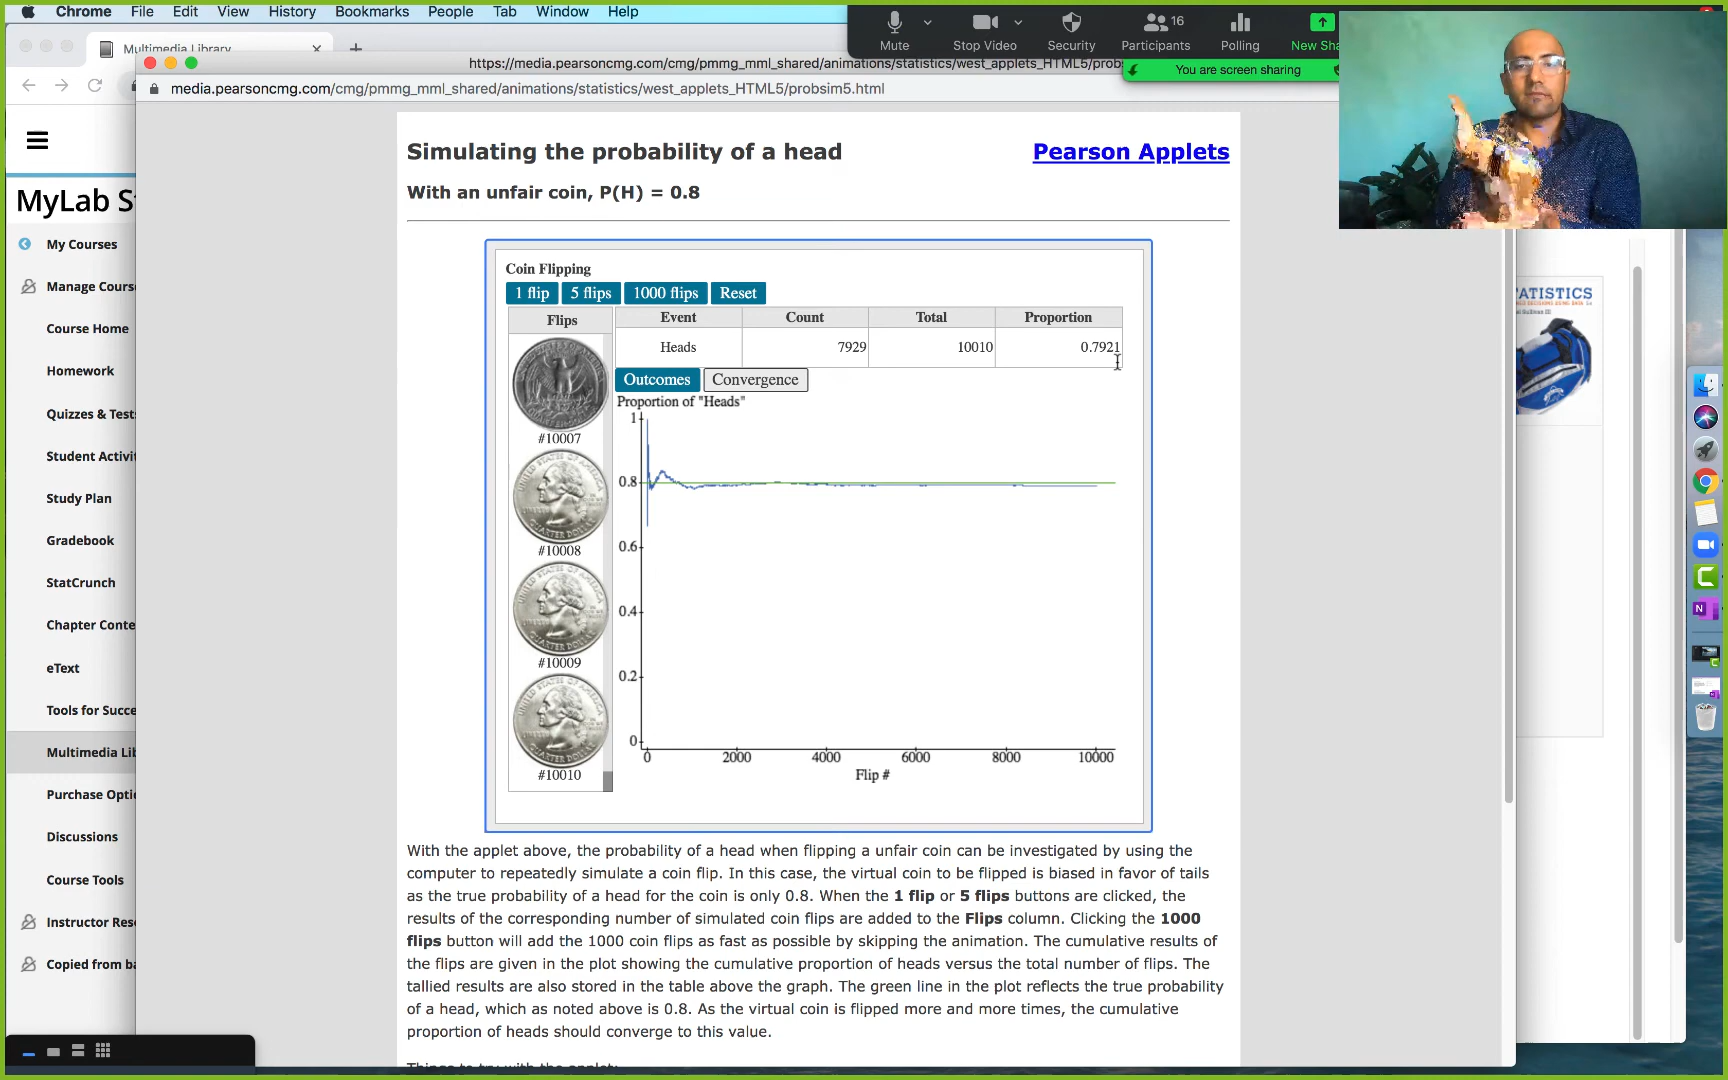 Chrome File Edit View History Bookmarks People Tab Window Help
Mute Stop Video Security 16 Participants Polling New Sha
You are screen sharing
Multimedia Library
https://media.pearsoncmg.com/cmg/pmmg_mml_shared/animations/statistics/west_applets_HTML5/probs
media.pearsoncmg.com/cmg/pmmg_mml_shared/animations/statistics/west_applets_HTML5/probsim5.html
MyLab S
My Courses
Manage Cours
Course Home
Homework
Quizzes & Test
Student Activit
Study Plan
Gradebook
StatCrunch
Chapter Conte
eText
Tools for Succe
Multimedia Lib
Purchase Optio
Discussions
Course Tools
Instructor Reso
Copied from ba
Simulating the probability of a head
Pearson Applets
With an unfair coin, P(H) = 0.8
Coin Flipping
1 flip 5 flips 1000 flips Reset
Flips Event Count Total Proportion
Heads 7929 10010 0.7921
Outcomes Convergence
Proportion of "Heads"
1
0.8
0.6
0.4
0.2
0
0 2000 4000 6000 8000 10000
Flip #
#10007
#10008
#10009
#10010
With the applet above, the probability of a head when flipping a unfair coin can be investigated by using the
computer to repeatedly simulate a coin flip. In this case, the virtual coin to be flipped is biased in favor of tails
as the true probability of a head for the coin is only 0.8. When the 1 flip or 5 flips buttons are clicked, the
results of the corresponding number of simulated coin flips are added to the Flips column. Clicking the 1000
flips button will add the 1000 coin flips as fast as possible by skipping the animation. The cumulative results of
the flips are given in the plot showing the cumulative proportion of heads versus the total number of flips. The
tallied results are also stored in the table above the graph. The green line in the plot reflects the true probability
of a head, which as noted above is 0.8. As the virtual coin is flipped more and more times, the cumulative
proportion of heads should converge to this value.
Things to try with the applet:
ATISTICS